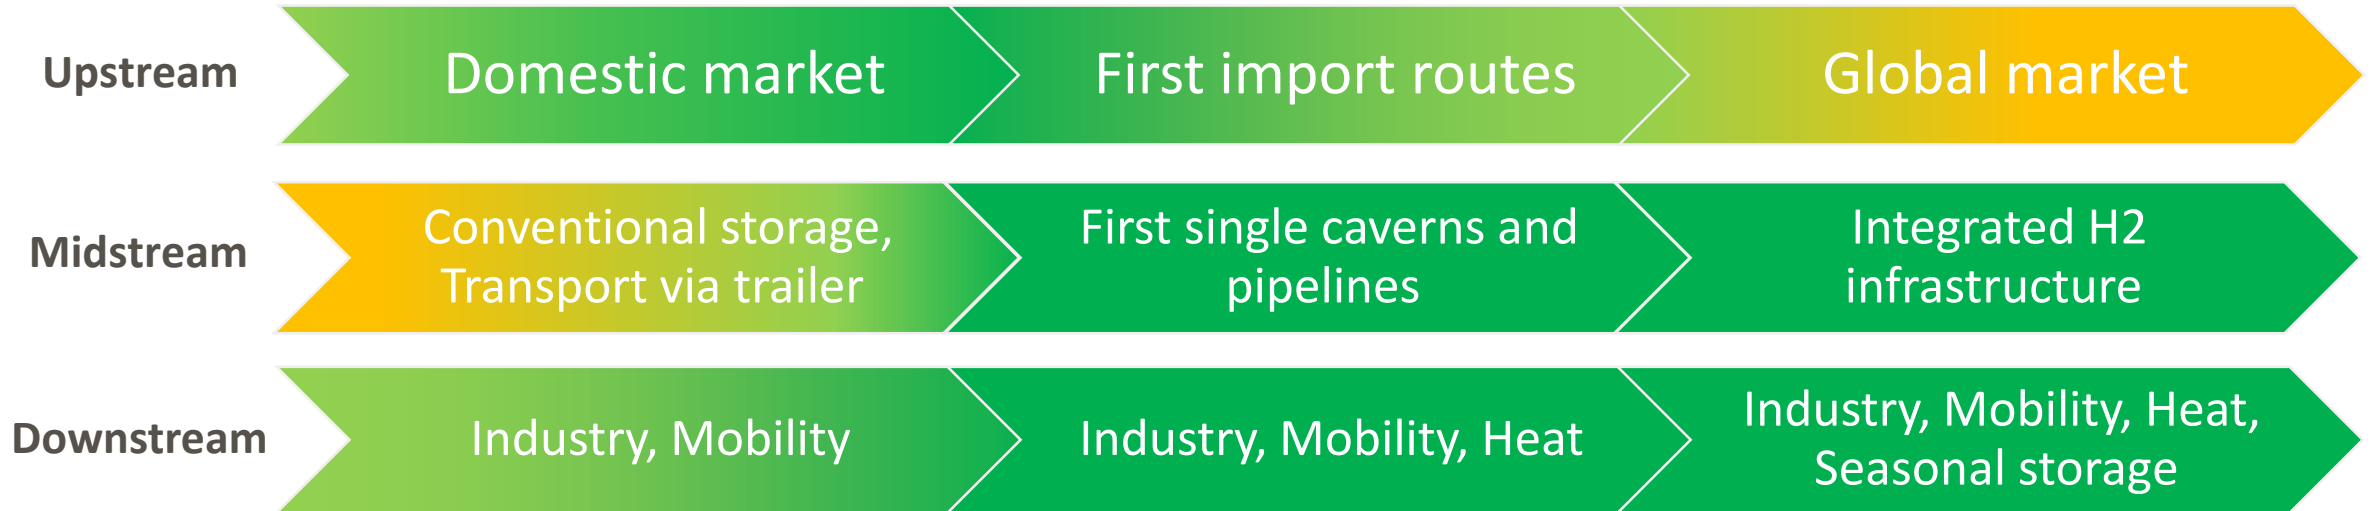 Upstream
Domestic market
First import routes
Global market
Midstream
Conventional storage,
Transport via trailer
First single caverns and
pipelines
Integrated H2
infrastructure
Downstream
Industry, Mobility
Industry, Mobility, Heat
Industry, Mobility, Heat,
Seasonal storage